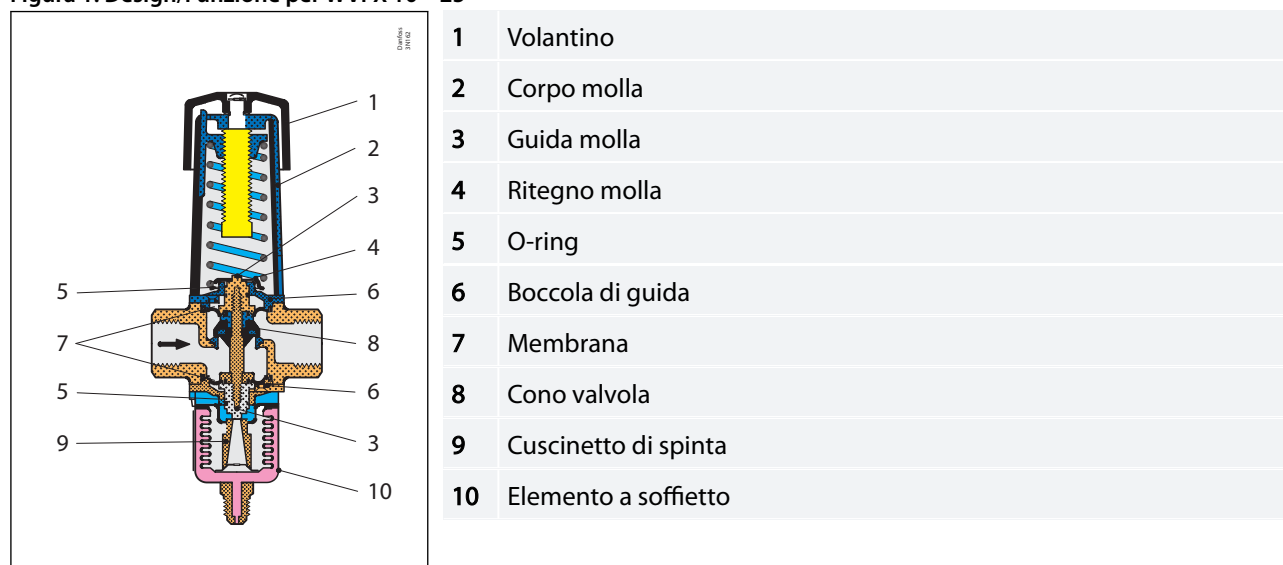 Figura 1: Design/Funzione per WVFX 10 – 25
Danfoss
3N162
1
2
3
4
5 6
7 8
5 6
9 3
10
1 Volantino
2 Corpo molla
3 Guida molla
4 Ritegno molla
5 O-ring
6 Boccola di guida
7 Membrana
8 Cono valvola
9 Cuscinetto di spinta
10 Elemento a soffietto